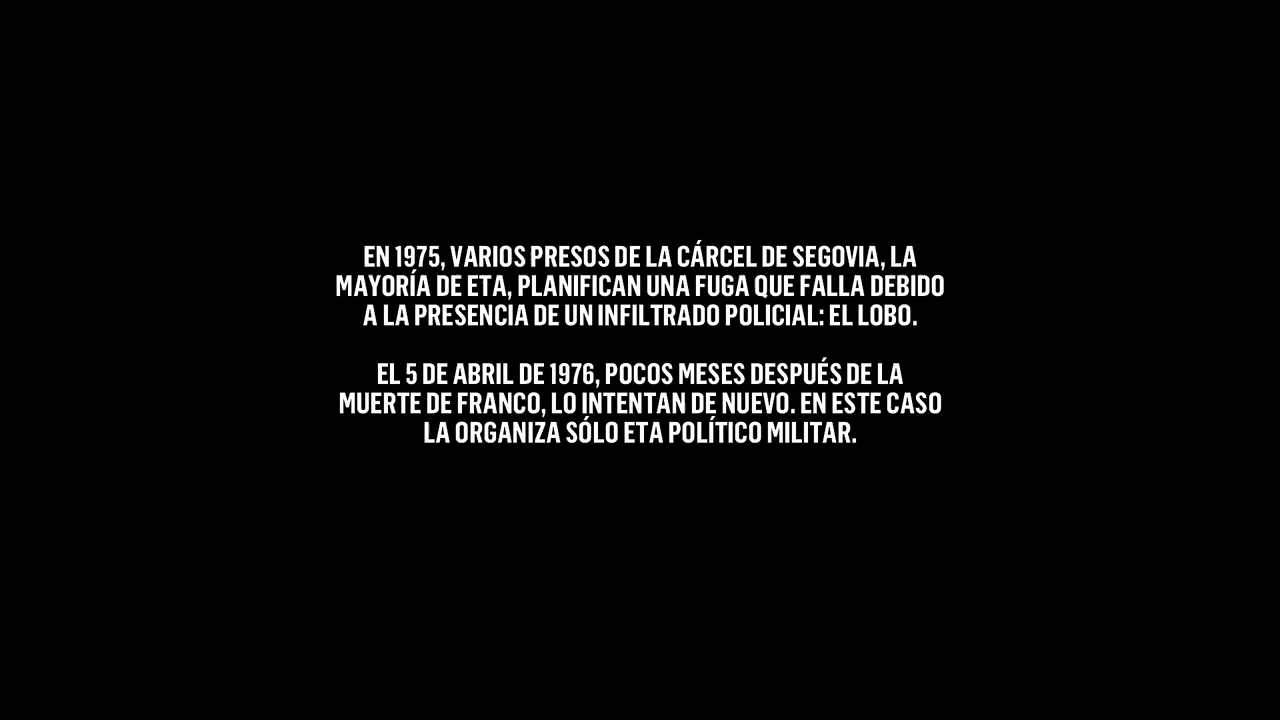 EN 1975, VARIOS PRESOS DE LA CÁRCEL DE SEGOVIA, LA
MAYORÍA DE ETA, PLANIFICAN UNA FUGA QUE FALLA DEBIDO
A LA PRESENCIA DE UN INFILTRADO POLICIAL: EL LOBO.
EL 5 DE ABRIL DE 1976, POCOS MESES DESPUÉS DE LA
MUERTE DE FRANCO, LO INTENTAN DE NUEVO. EN ESTE CASO
LA ORGANIZA SÓLO ETA POLÍTICO MILITAR.